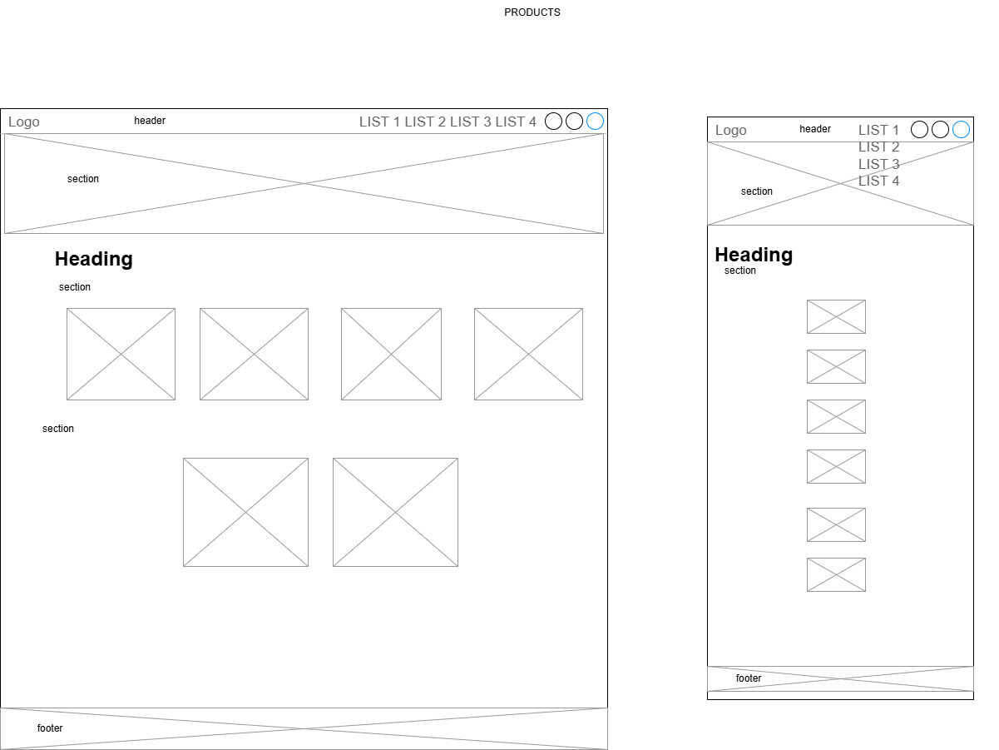 PRODUCTS
Logo
header
LIST 1 LIST 2 LIST 3 LIST 4
section
Heading
section
section
footer
Logo
header
LIST 1
LIST 2
LIST 3
LIST 4
section
Heading
section
footer